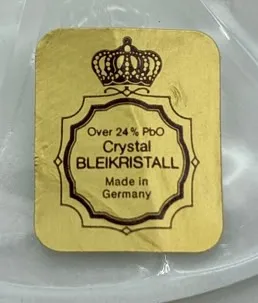 Over 24% PbO
Crystal
BLEIKRISTALL
Made in
Germany